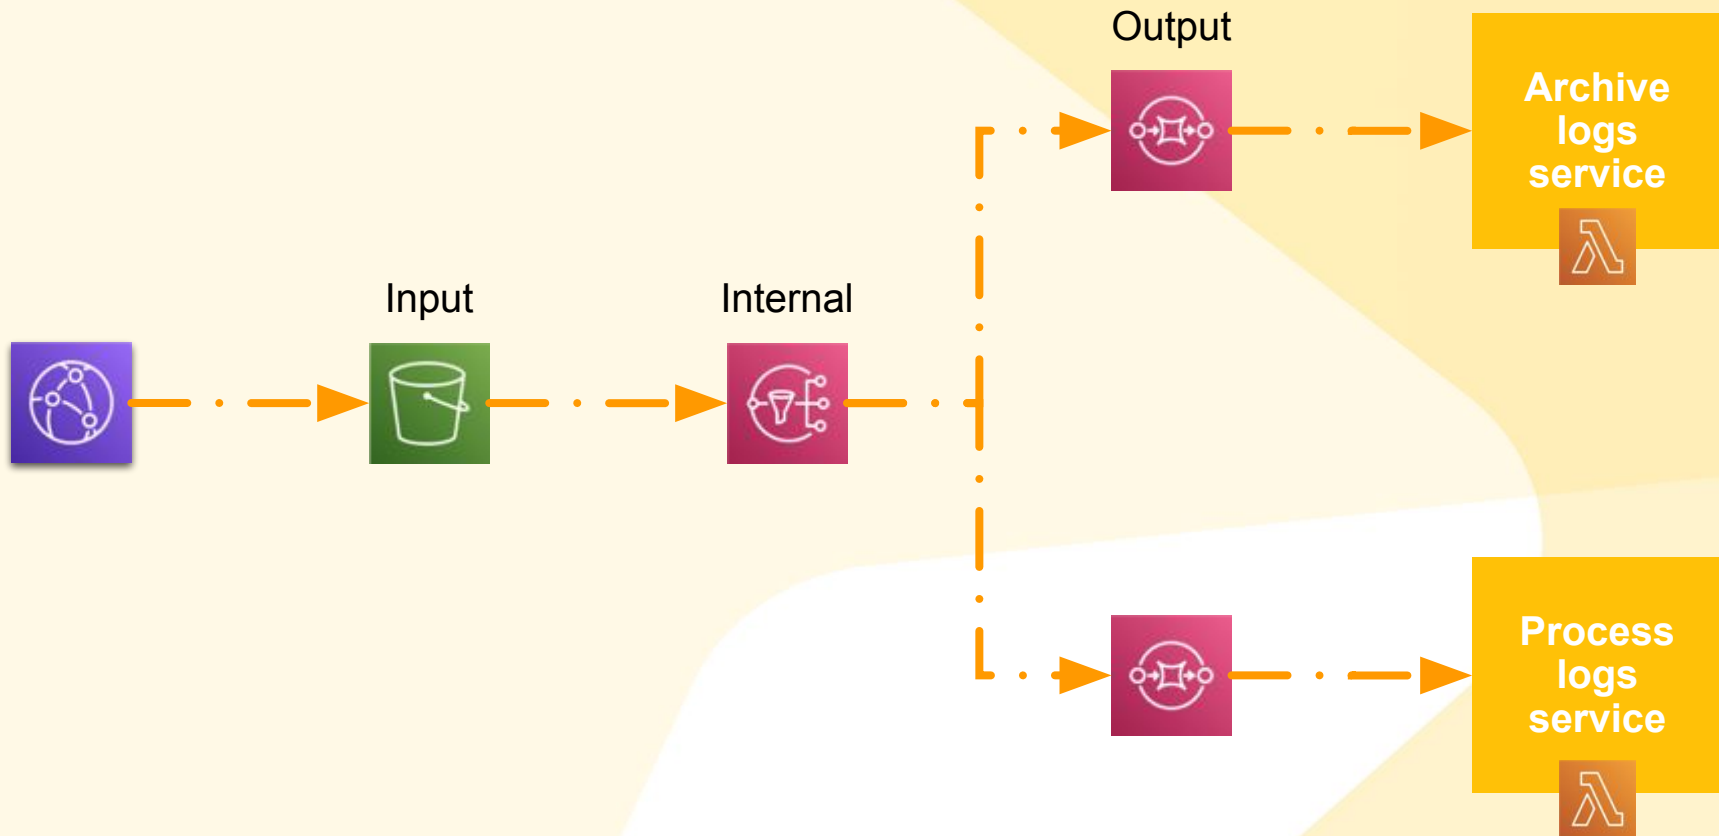 Output
Archive
logs
service
Input
Internal
Process
logs
service